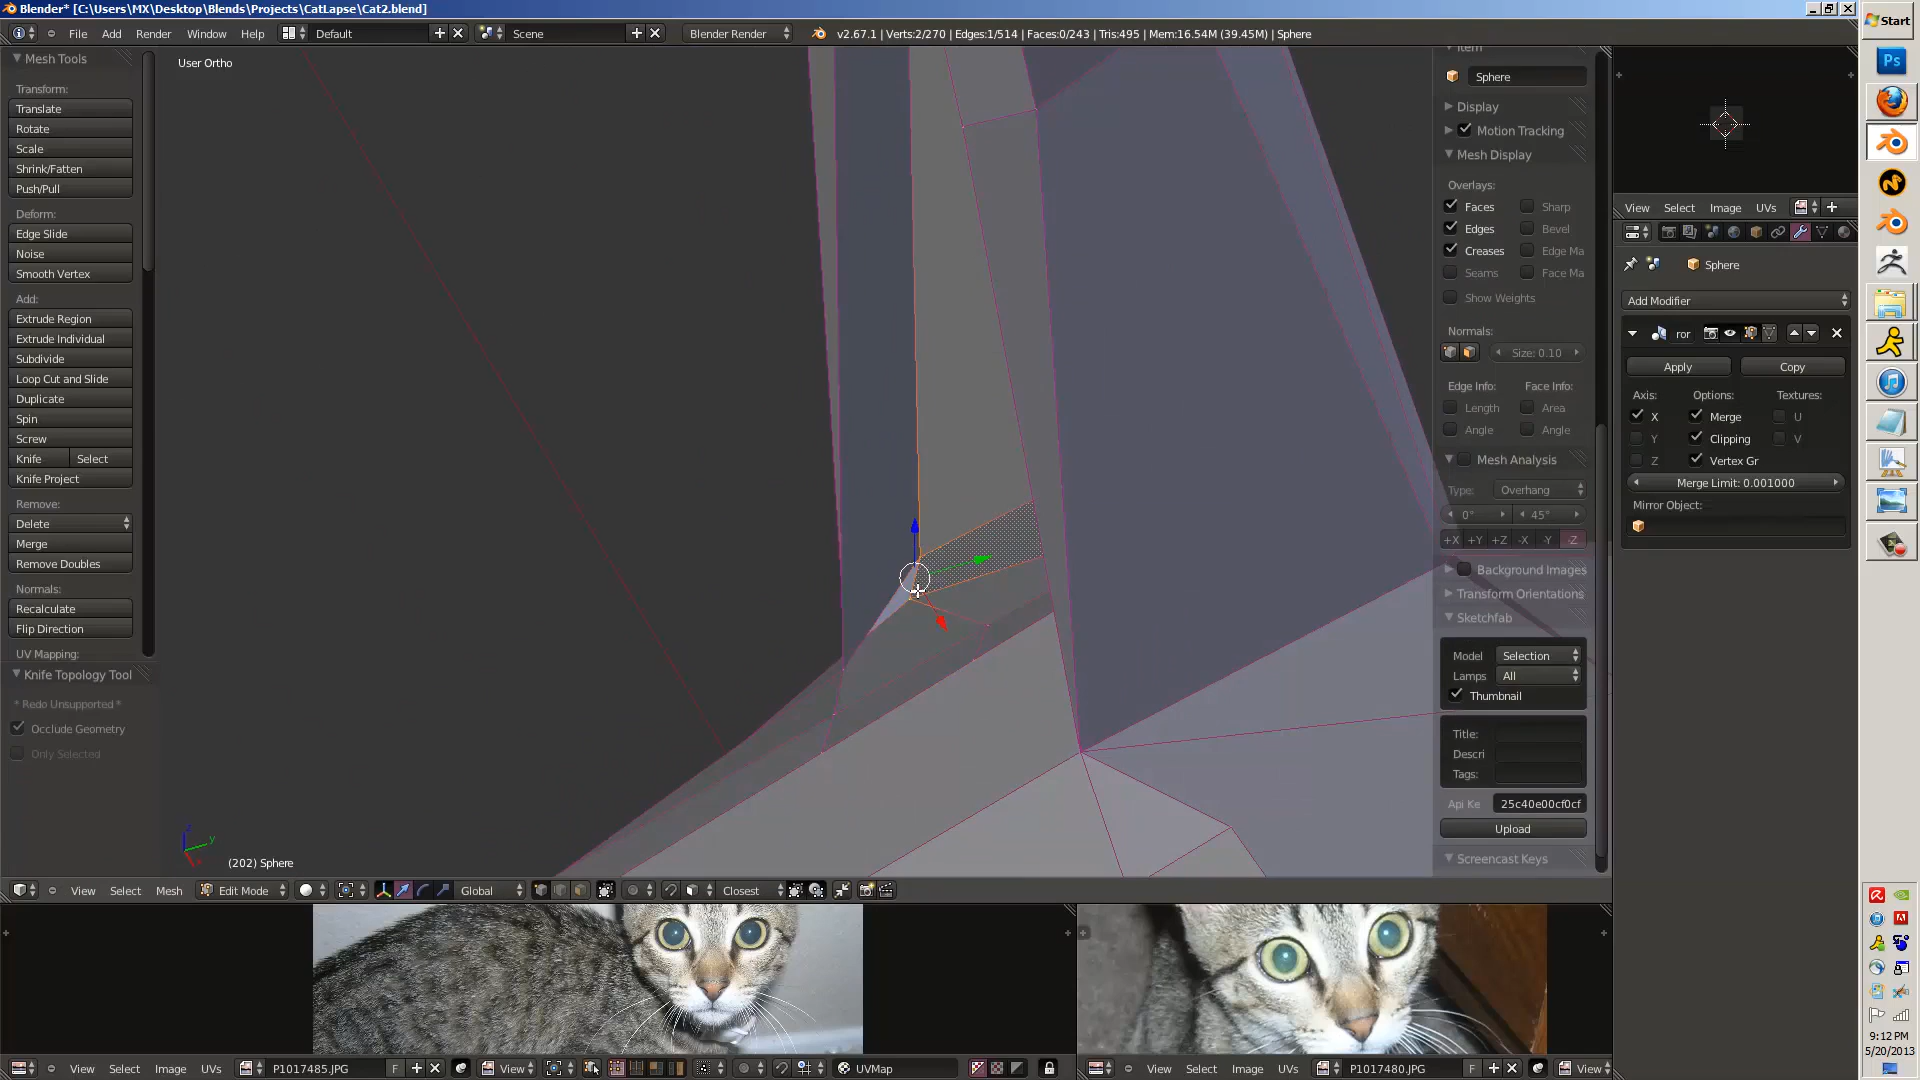 Blender* [C:\Users\MX\Desktop\Blends\Projects\CatLapse\Cat2.blend]
File Add Render Window Help Default Scene Blender Render v2.67.1 | Verts:2/270 | Edges:1/514 | Faces:0/243 | Tris:495 | Mem:16.54M (39.45M) | Sphere
Start
Mesh Tools
User Ortho
Transform:
Translate
Rotate
Scale
Shrink/Fatten
Push/Pull
Deform:
Edge Slide
Noise
Smooth Vertex
Add:
Extrude Region
Extrude Individual
Subdivide
Loop Cut and Slide
Duplicate
Spin
Screw
Knife Select
Knife Project
Remove:
Delete
Merge
Remove Doubles
Normals:
Recalculate
Flip Direction
UV Mapping:
Knife Topology Tool
* Redo Unsupported *
Occlude Geometry
Only Selected
(202) Sphere
Item
Sphere
Display
Motion Tracking
Mesh Display
Overlays:
Faces Sharp
Edges Bevel
Creases Edge Ma
Seams Face Ma
Show Weights
Normals:
Size: 0.10
Edge Info: Face Info:
Length Area
Angle Angle
Mesh Analysis
Type: Overhang
0° 45°
+X +Y +Z -X -Y -Z
Background Images
Transform Orientations
Sketchfab
Model Selection
Lamps All
Thumbnail
Title:
Descri
Tags:
Api Ke 25c40e00cf0cf
Upload
Screencast Keys
View Select Image UVs
Sphere
Add Modifier
ror
Apply Copy
Axis: Options: Textures:
X Merge U
Y Clipping V
Z Vertex Gr
Merge Limit: 0.001000
Mirror Object:
Ps
View Select Mesh Edit Mode Global Closest
View Select Image UVs P1017485.JPG F View UVMap
View Select Image UVs P1017480.JPG F View
9:12 PM
5/20/2013